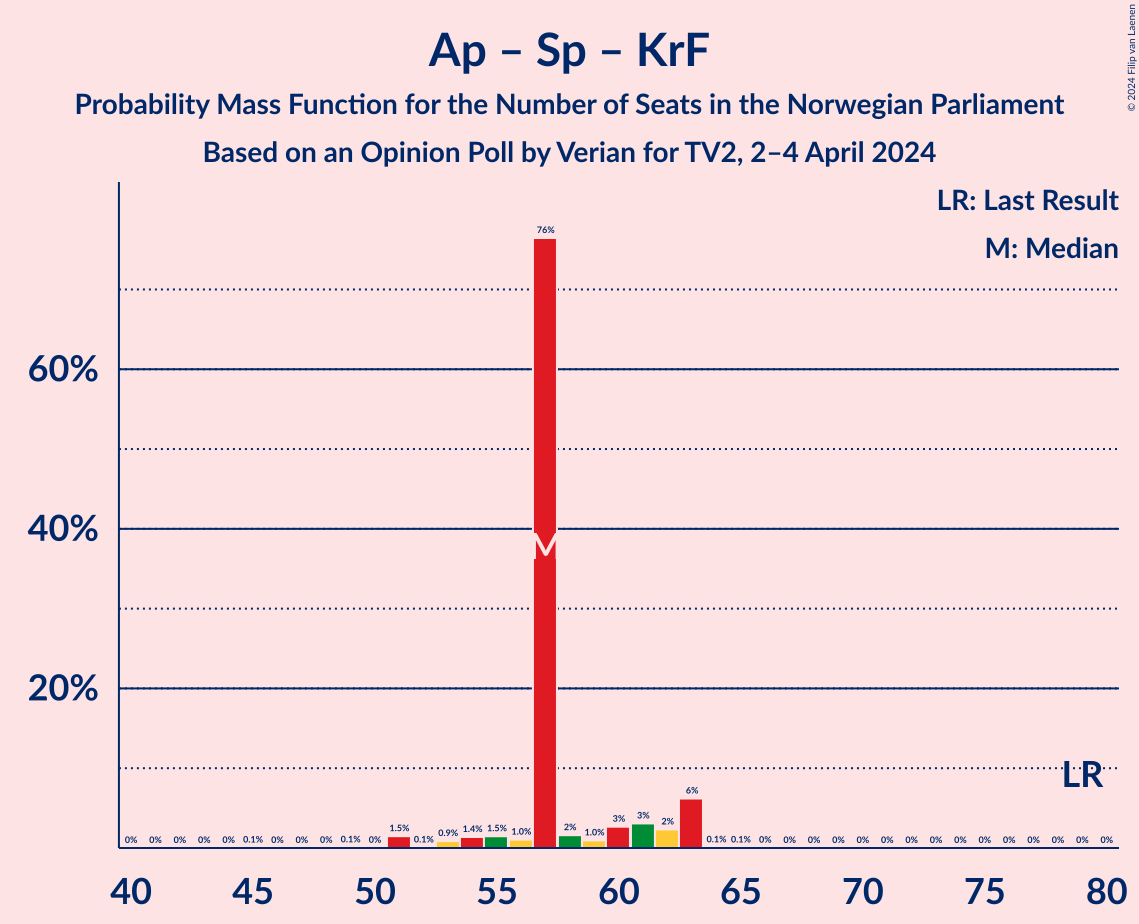 © 2024 Filip van Laenen
Ap – Sp – KrF
Probability Mass Function for the Number of Seats in the Norwegian Parliament
Based on an Opinion Poll by Verian for TV2, 2–4 April 2024
LR: Last Result
M: Median
76%
60%
40%
M
20%
LR
0% 0% 0% 0% 0% 0.1% 0% 0% 0% 0.1% 0% 1.5% 0.1% 0.9% 1.4% 1.5% 1.0% 2% 1.0% 3% 3% 2% 6% 0.1% 0.1% 0% 0% 0% 0% 0% 0% 0% 0% 0% 0% 0% 0% 0% 0% 0%
40 45 50 55 60 65 70 75 80